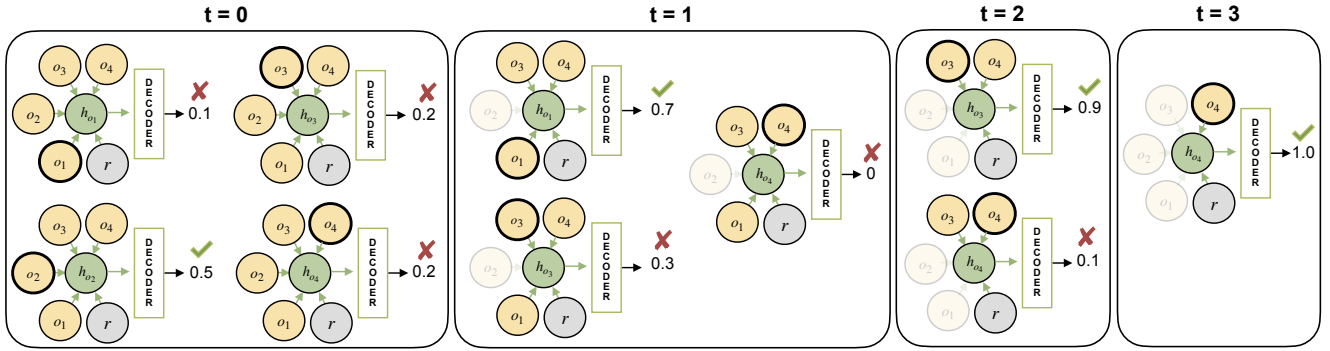 t = 0
o3 o4 o2 ho1 o1 r DECODER 0.1
o3 o4 o2 ho3 o1 r DECODER 0.2
o3 o4 o2 ho2 o1 r DECODER 0.5
o3 o4 o2 ho4 o1 r DECODER 0.2
t = 1
o3 o4 o2 ho1 o1 r DECODER 0.7
o3 o4 o2 ho3 o1 r DECODER 0.3
o3 o4 o2 ho4 o1 r DECODER 0
t = 2
o3 o4 o2 ho3 o1 r DECODER 0.9
o3 o4 o2 ho4 o1 r DECODER 0.1
t = 3
o3 o4 o2 ho4 o1 r DECODER 1.0